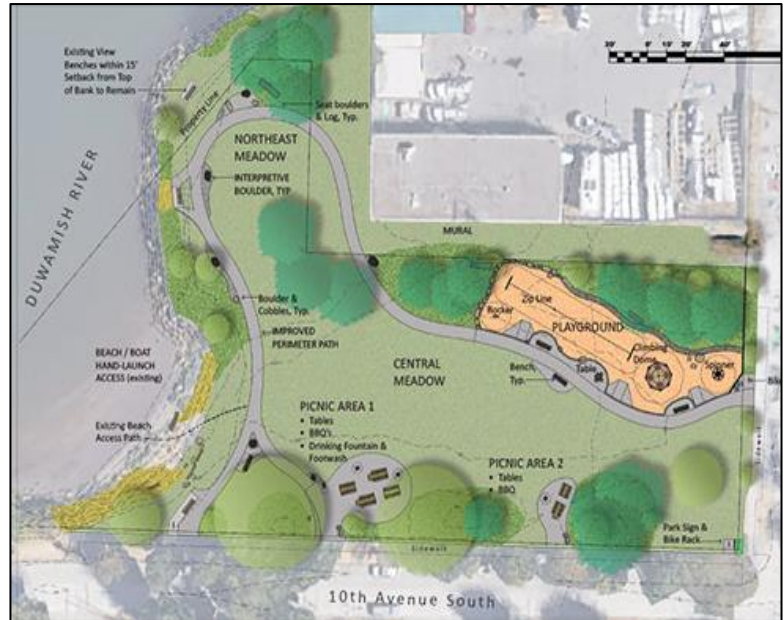 Existing View
Benches within 15'
Setback from Top
of Bank to Remain
Property Line
Seat boulders
& Log, Typ.
NORTHEAST
MEADOW
INTERPRETIVE
BOULDER, TYP
DUWAMISH RIVER
MURAL
Zip Line
Rocker
PLAYGROUND
Climbing
Dome
Spinner
Table
Bench,
Typ.
Boulder &
Cobbles, Typ.
IMPROVED
PERIMETER PATH
CENTRAL
MEADOW
BEACH / BOAT
HAND-LAUNCH
ACCESS (existing)
Existing Beach
Access Path
PICNIC AREA 1
• Tables
• BBQ's
• Drinking Fountain &
Footwash
PICNIC AREA 2
• Tables
• BBQ
Park Sign &
Bike Rack
Sidewalk
Sidewalk
10th Avenue South